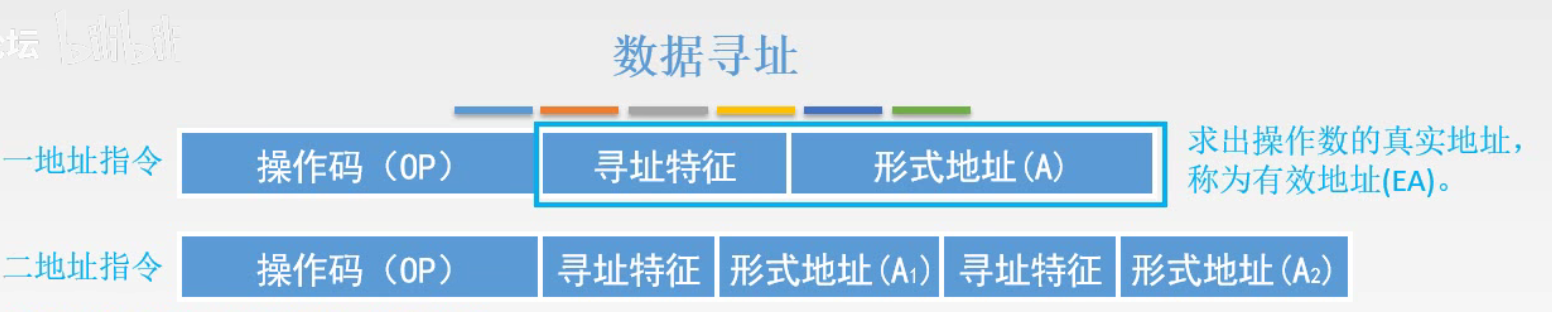 坛
数据寻址
一地址指令 操作码（OP） 寻址特征 形式地址(A) 求出操作数的真实地址，
称为有效地址(EA)。
二地址指令 操作码（OP） 寻址特征 形式地址(A₁) 寻址特征 形式地址(A₂)